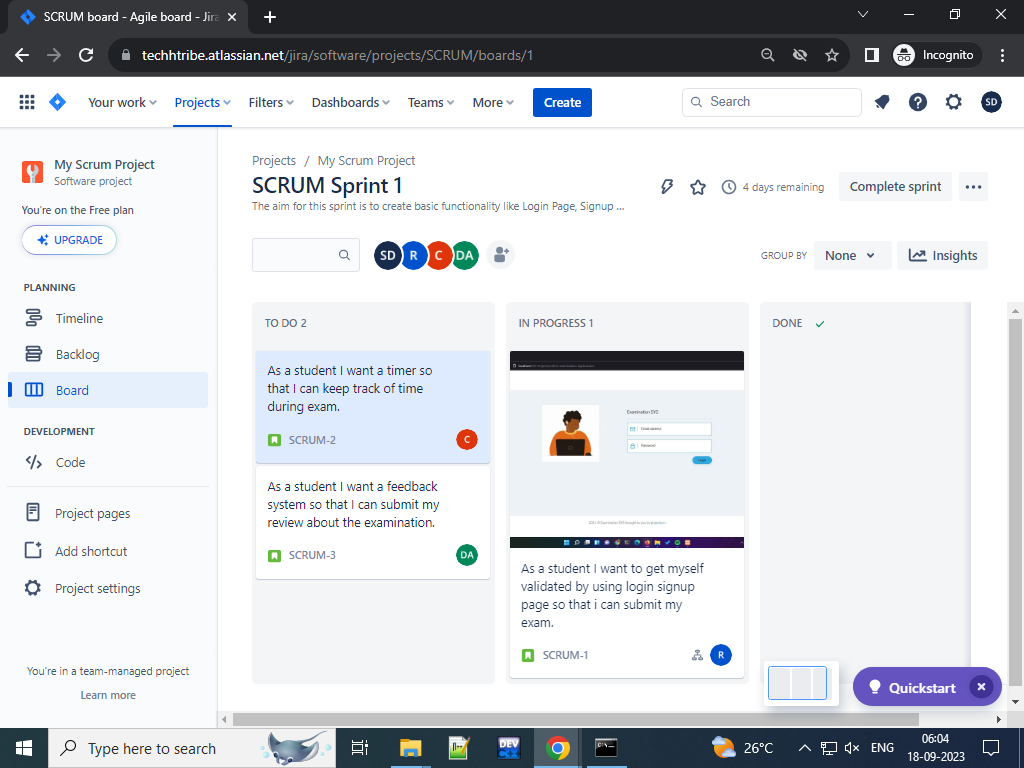 SCRUM board - Agile board - Jira
techhtribe.atlassian.net/jira/software/projects/SCRUM/boards/1
Incognito
Your work
Projects
Filters
Dashboards
Teams
More
Create
Search
SD
My Scrum Project
Software project
You're on the Free plan
UPGRADE
PLANNING
Timeline
Backlog
Board
DEVELOPMENT
Code
Project pages
Add shortcut
Project settings
You're in a team-managed project
Learn more
Projects / My Scrum Project
SCRUM Sprint 1
The aim for this sprint is to create basic functionality like Login Page, Signup ...
4 days remaining
Complete sprint
SD R C DA
GROUP BY
None
Insights
TO DO 2
As a student I want a timer so
that I can keep track of time
during exam.
SCRUM-2
C
As a student I want a feedback
system so that I can submit my
review about the examination.
SCRUM-3
DA
IN PROGRESS 1
Examination SYS
Email address
Password
As a student I want to get myself
validated by using login signup
page so that i can submit my
exam.
SCRUM-1
R
DONE
Quickstart
Type here to search
DEV
26°C
ENG
06:04
18-09-2023